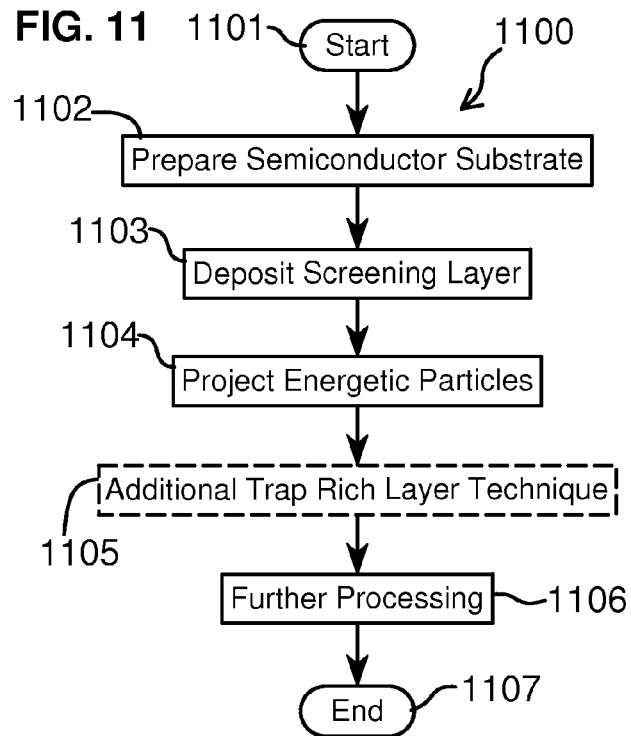 FIG. 11
1101 Start
1100
1102
Prepare Semiconductor Substrate
1103
Deposit Screening Layer
1104
Project Energetic Particles
Additional Trap Rich Layer Technique
1105
Further Processing 1106
End 1107